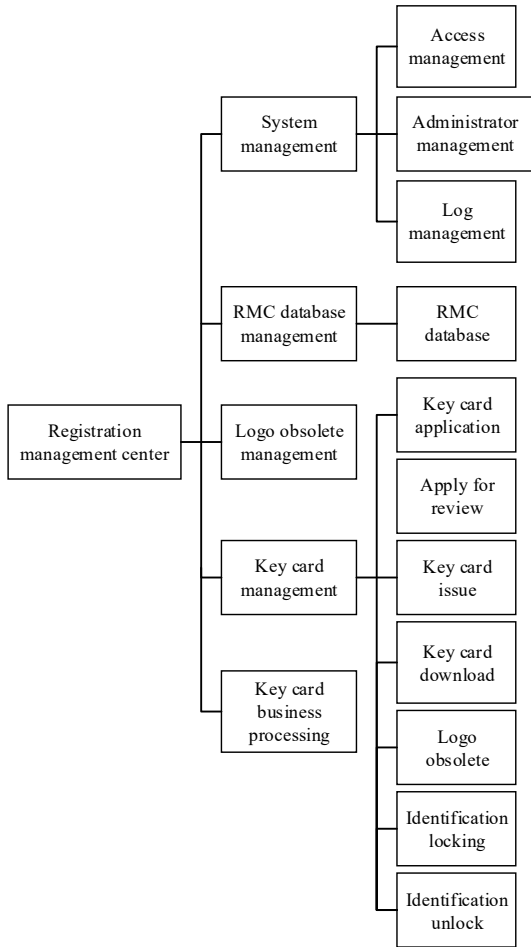 Access
management
System
management
Administrator
management
Log
management
RMC database
management
RMC
database
Registration
management center
Logo obsolete
management
Key card
application
Apply for
review
Key card
management
Key card
issue
Key card
business
processing
Key card
download
Logo
obsolete
Identification
locking
Identification
unlock